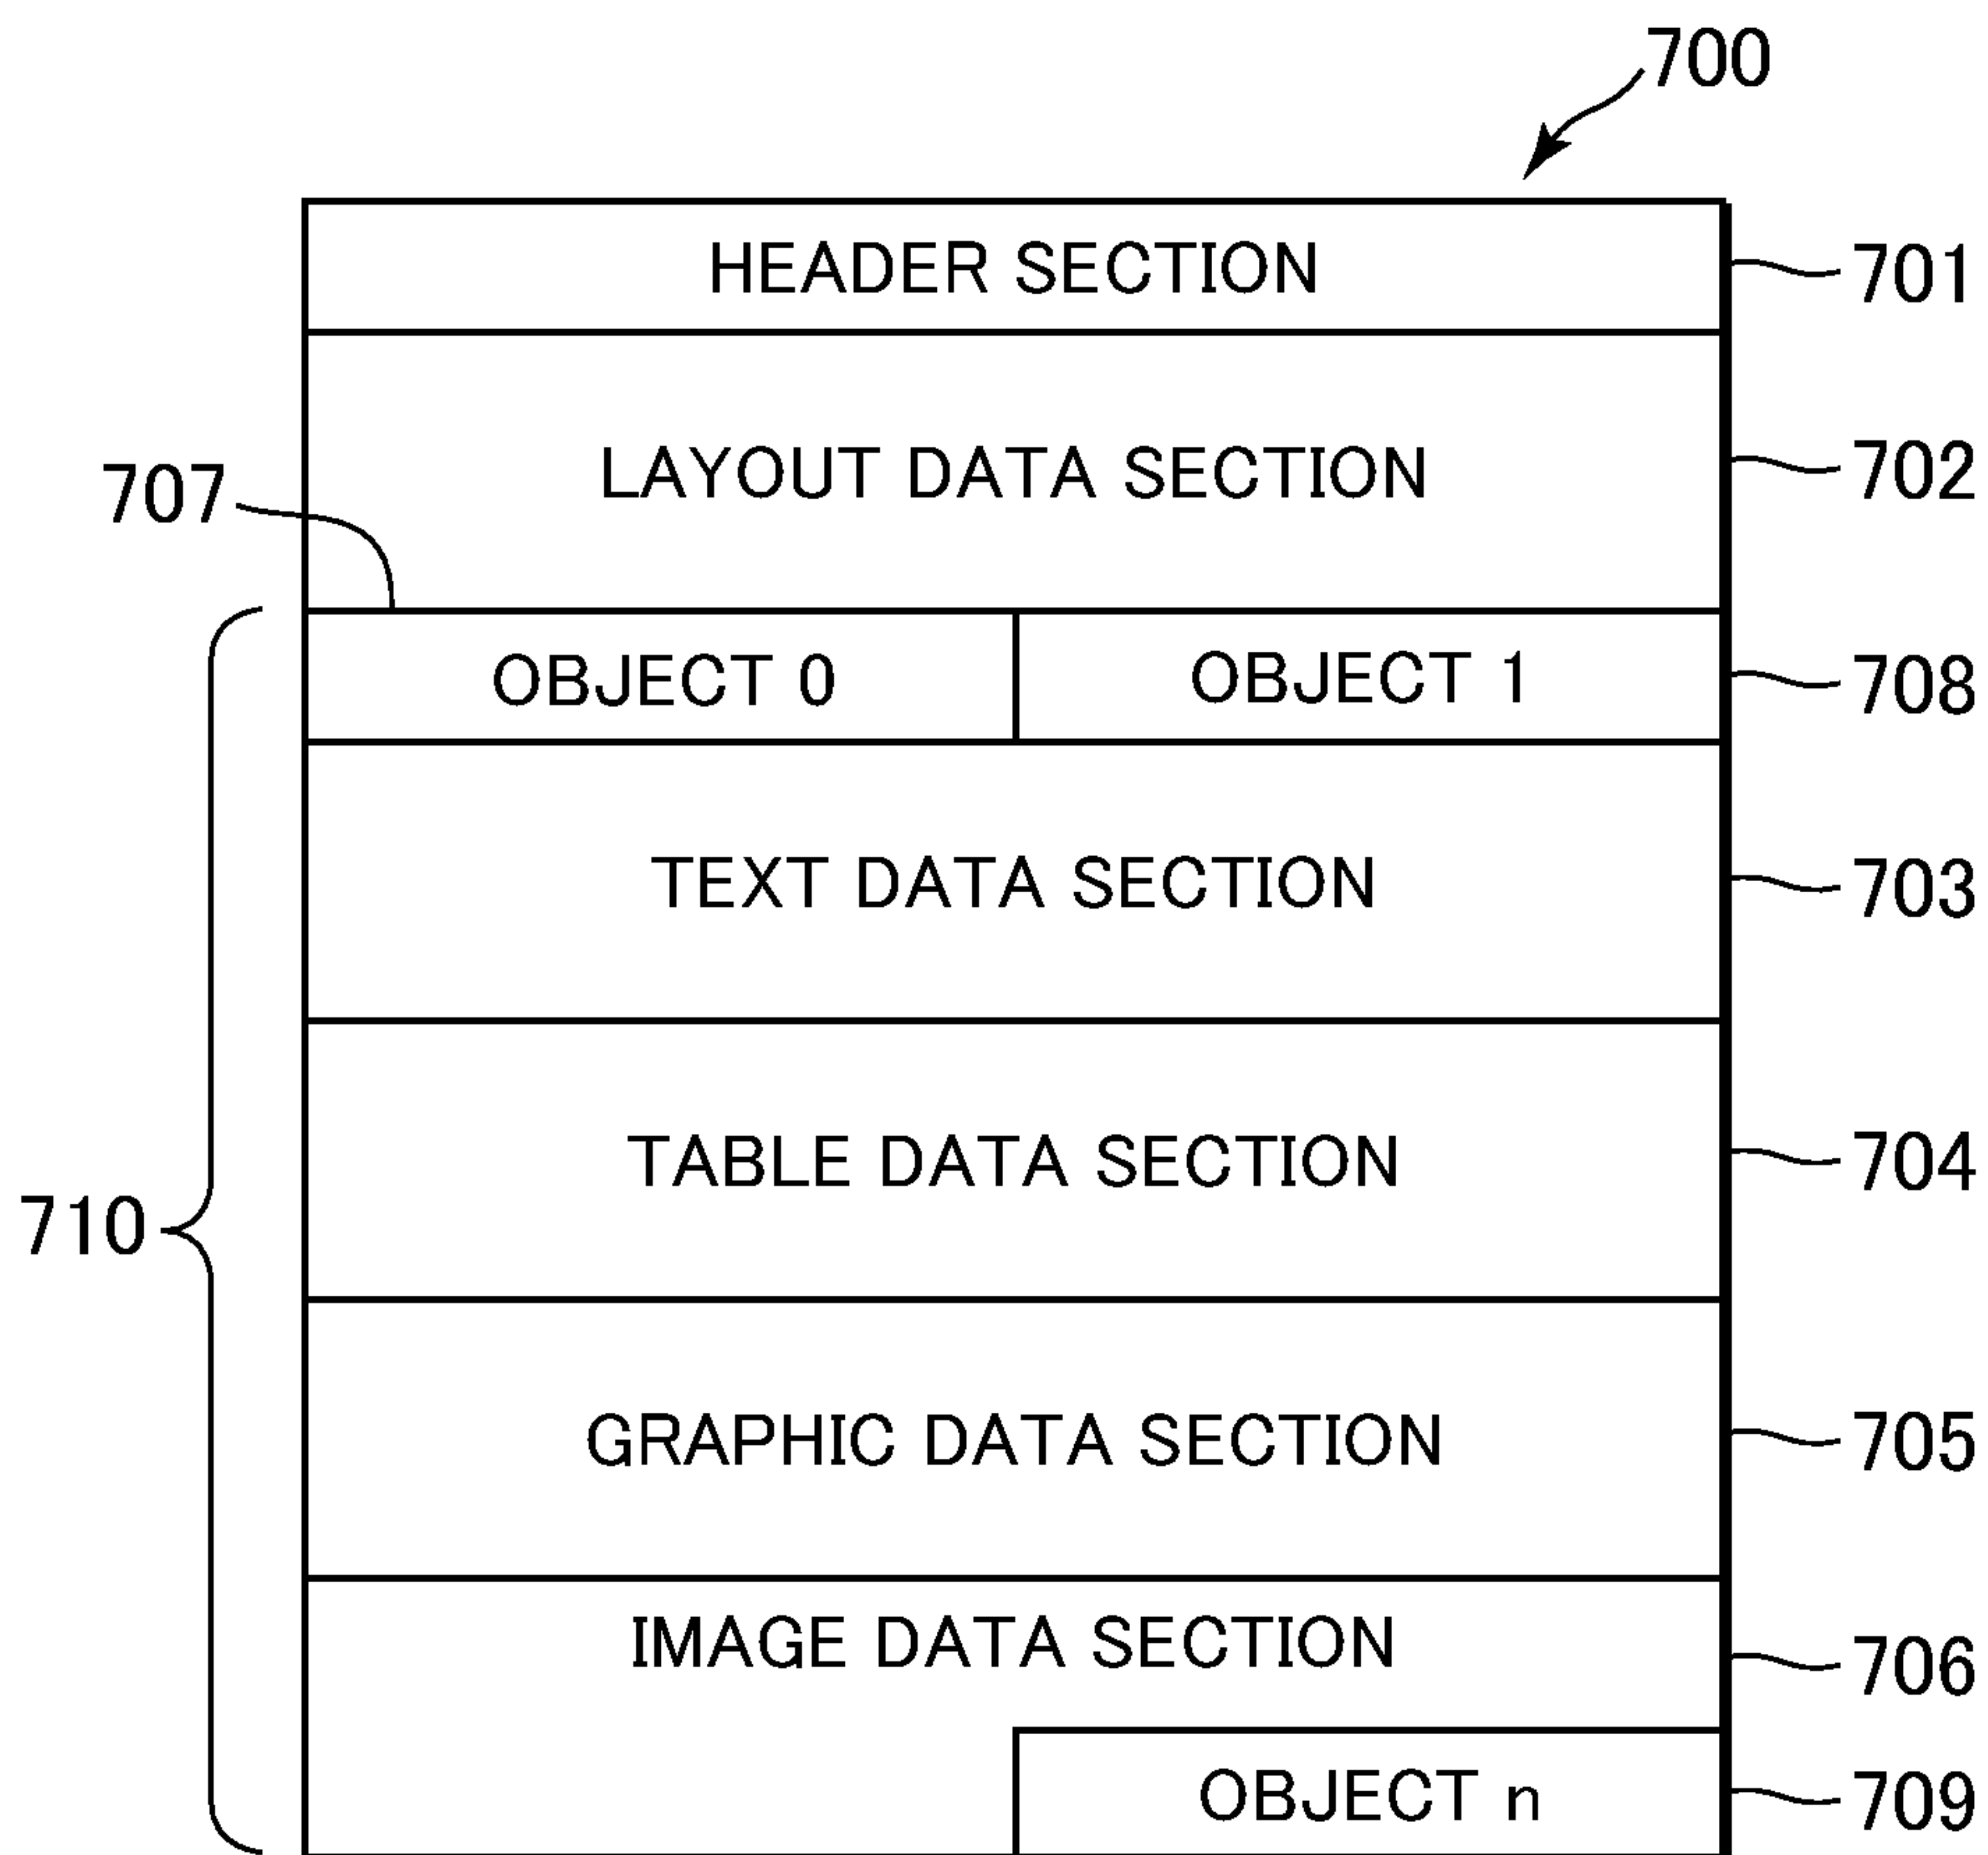 700
HEADER SECTION 701
LAYOUT DATA SECTION 702
707
OBJECT 0 OBJECT 1 708
TEXT DATA SECTION 703
TABLE DATA SECTION 704
710
GRAPHIC DATA SECTION 705
IMAGE DATA SECTION 706
OBJECT n 709